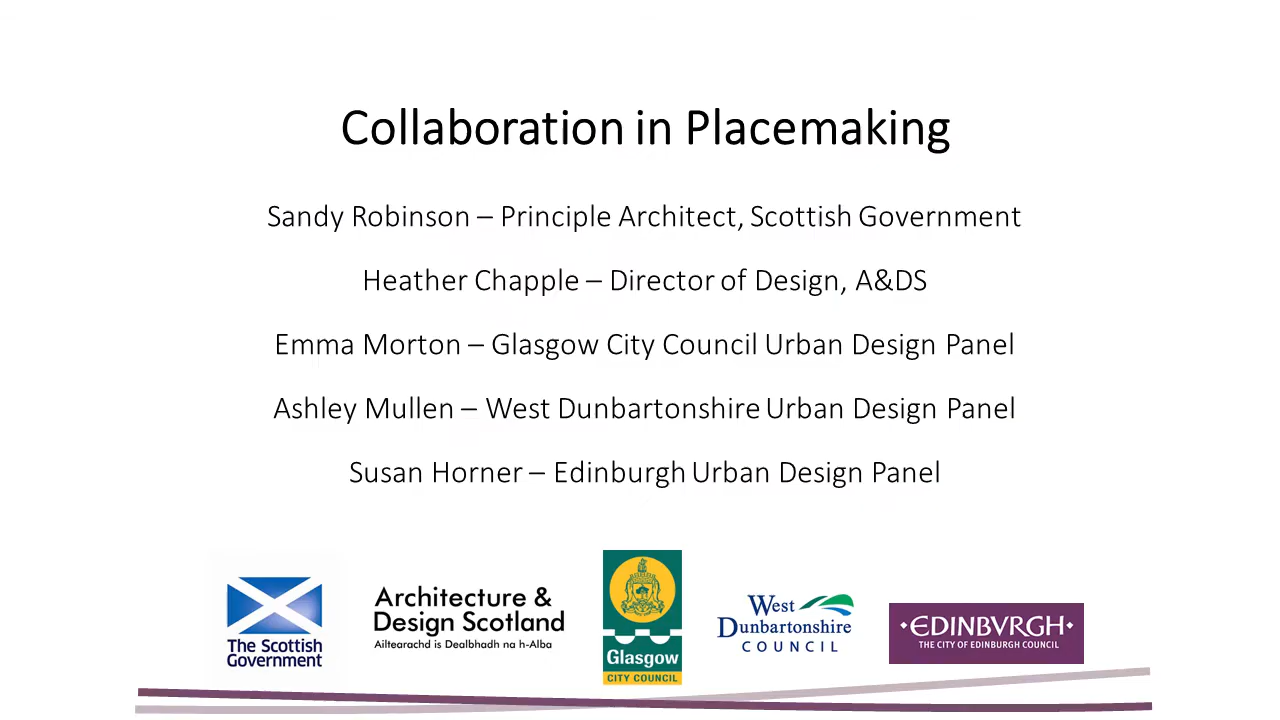 Collaboration in Placemaking
Sandy Robinson – Principle Architect, Scottish Government
Heather Chapple – Director of Design, A&DS
Emma Morton – Glasgow City Council Urban Design Panel
Ashley Mullen – West Dunbartonshire Urban Design Panel
Susan Horner – Edinburgh Urban Design Panel
The Scottish
Government
Architecture &
Design Scotland
Ailtearachd is Dealbhadh na h-Alba
Glasgow
CITY COUNCIL
West
Dunbartonshire
COUNCIL
·EDINBVRGH·
THE CITY OF EDINBURGH COUNCIL